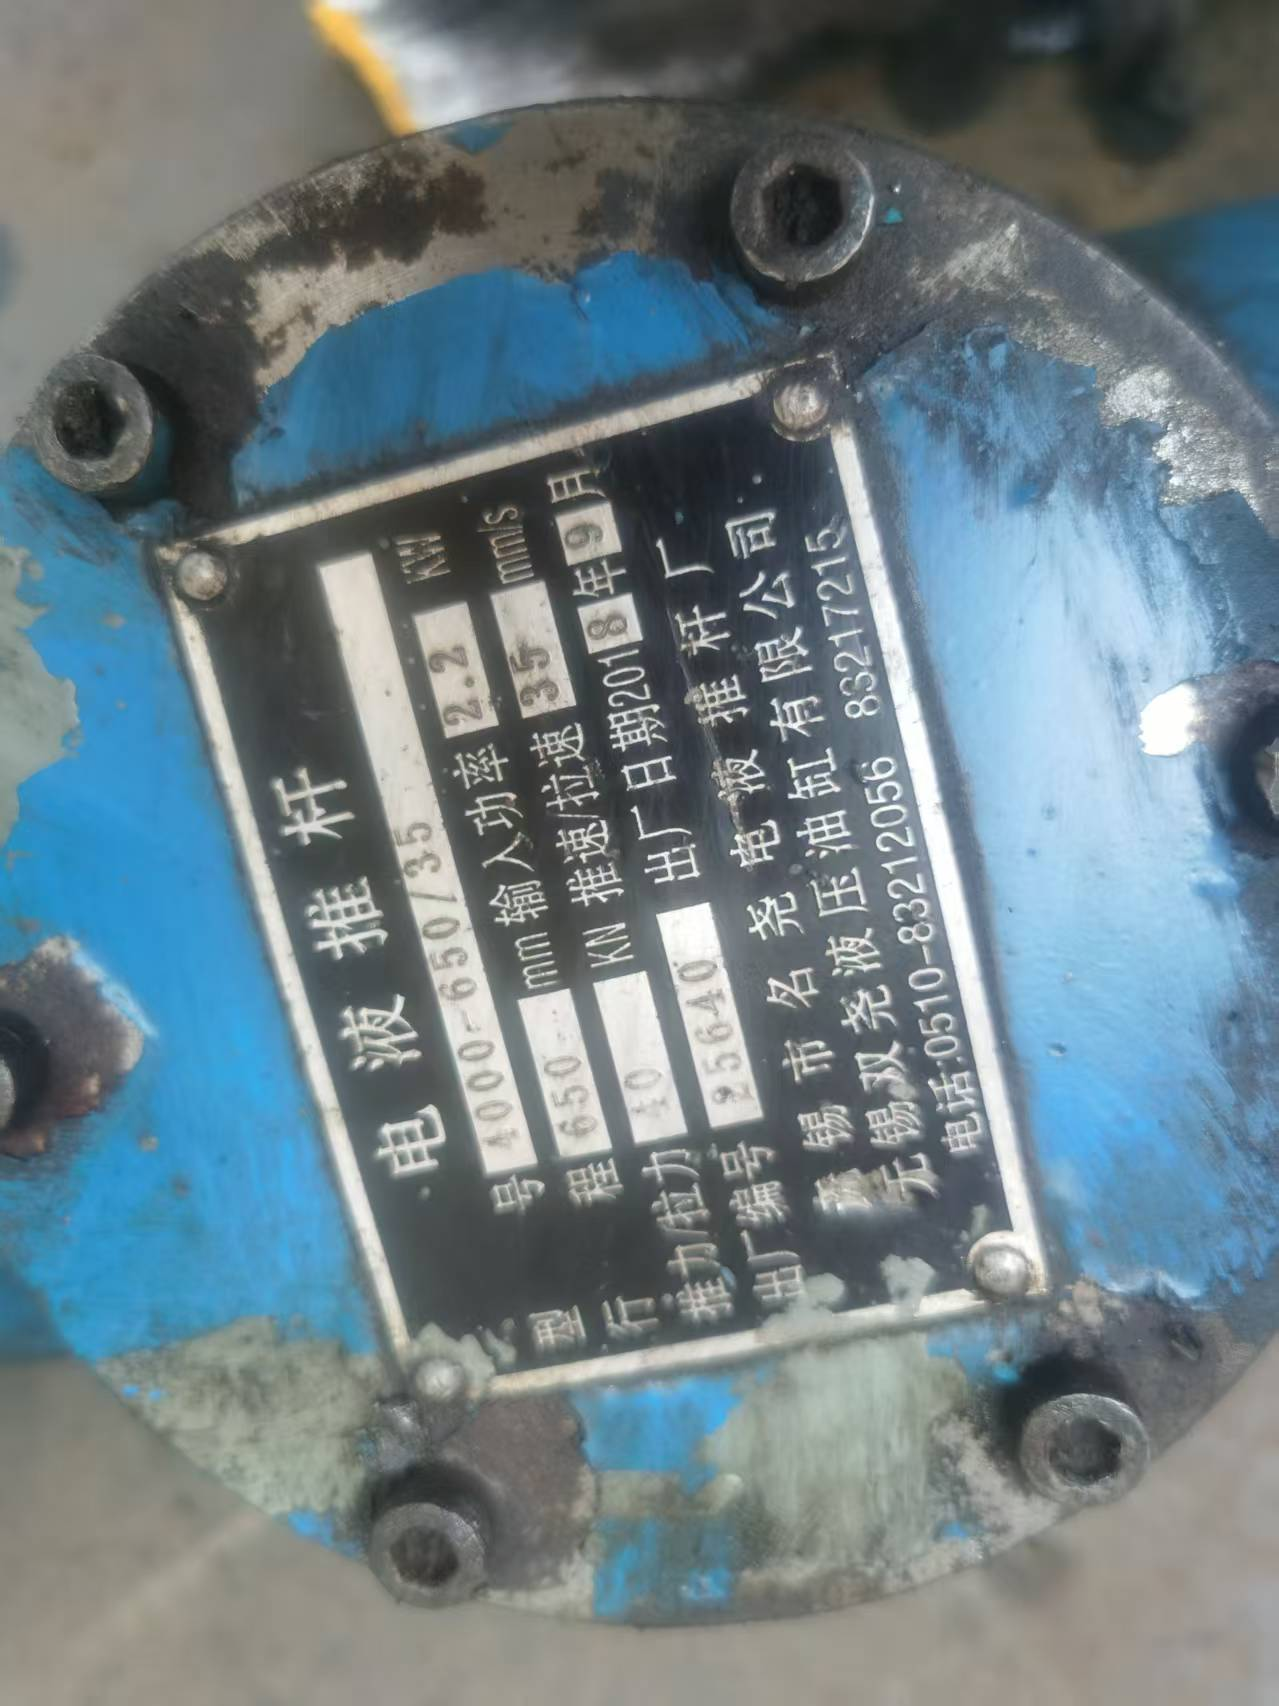 电液推杆
型号 4000-650/35
行程 650 mm 输入功率 2.2 KW
推力/拉力 40 KN 推速/拉速 35 mm/s
出厂编号 25640 出厂日期2018年9月
锡市名尧电液推杆厂
无锡双尧液压油缸有限公司
电话:0510-83212056 83217215